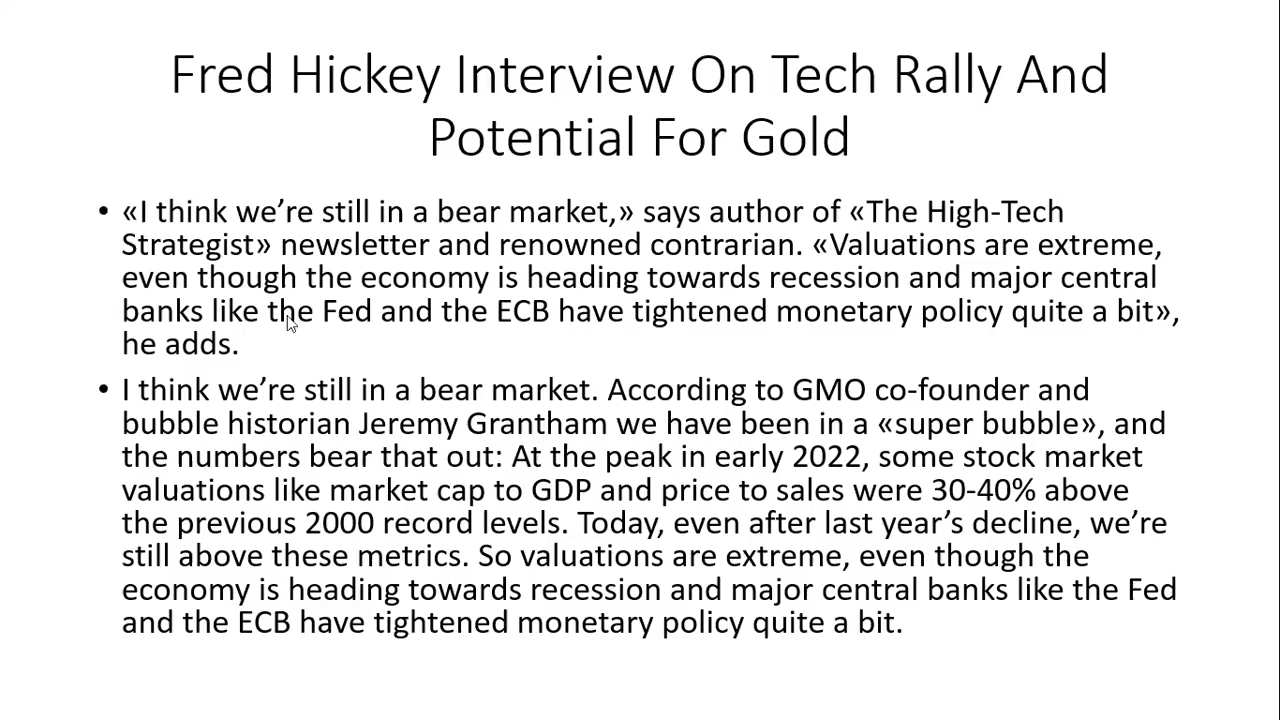 Fred Hickey Interview On Tech Rally And
Potential For Gold
• «I think we’re still in a bear market,» says author of «The High-Tech
Strategist» newsletter and renowned contrarian. «Valuations are extreme,
even though the economy is heading towards recession and major central
banks like the Fed and the ECB have tightened monetary policy quite a bit»,
he adds.
• I think we’re still in a bear market. According to GMO co-founder and
bubble historian Jeremy Grantham we have been in a «super bubble», and
the numbers bear that out: At the peak in early 2022, some stock market
valuations like market cap to GDP and price to sales were 30-40% above
the previous 2000 record levels. Today, even after last year’s decline, we’re
still above these metrics. So valuations are extreme, even though the
economy is heading towards recession and major central banks like the Fed
and the ECB have tightened monetary policy quite a bit.